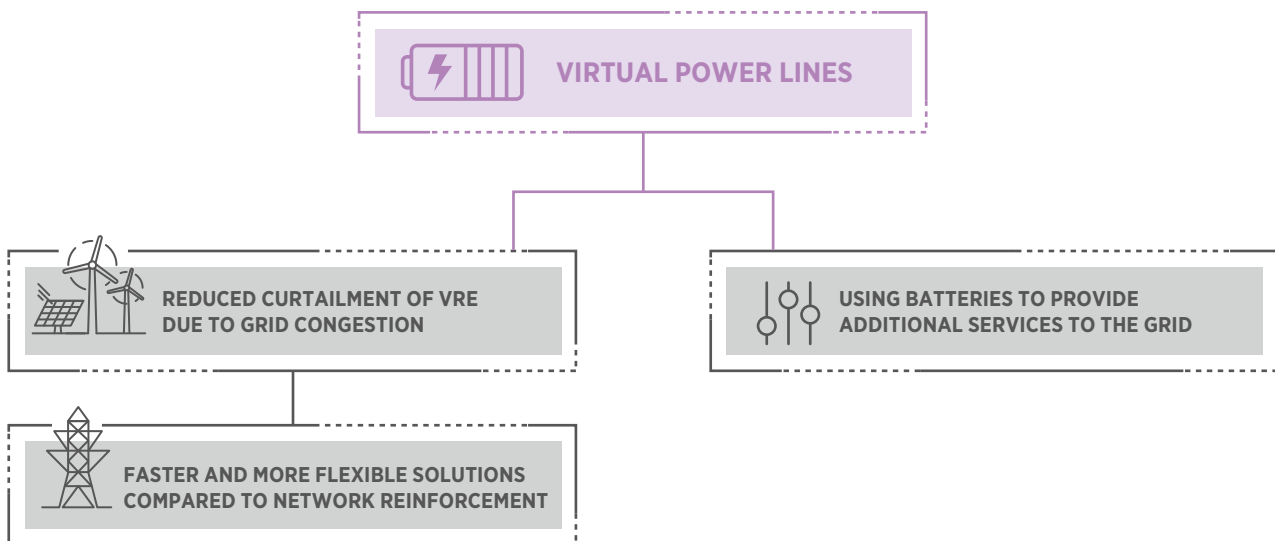 VIRTUAL POWER LINES
REDUCED CURTAILMENT OF VRE
DUE TO GRID CONGESTION
USING BATTERIES TO PROVIDE
ADDITIONAL SERVICES TO THE GRID
FASTER AND MORE FLEXIBLE SOLUTIONS
COMPARED TO NETWORK REINFORCEMENT